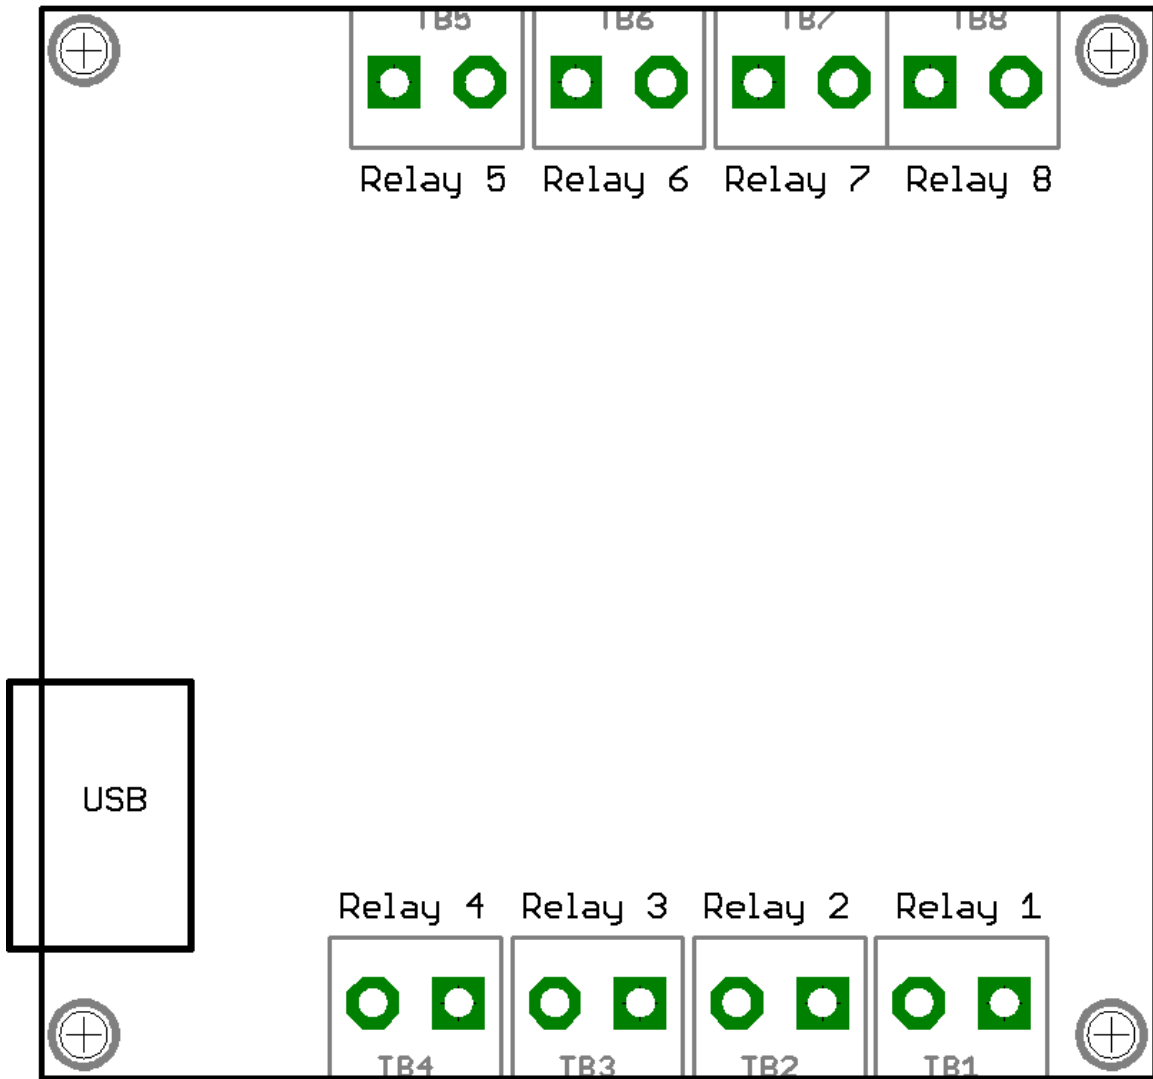 TB5 TB6 TB7 TB8
Relay 5 Relay 6 Relay 7 Relay 8
USB
Relay 4 Relay 3 Relay 2 Relay 1
TB4 TB3 TB2 TB1